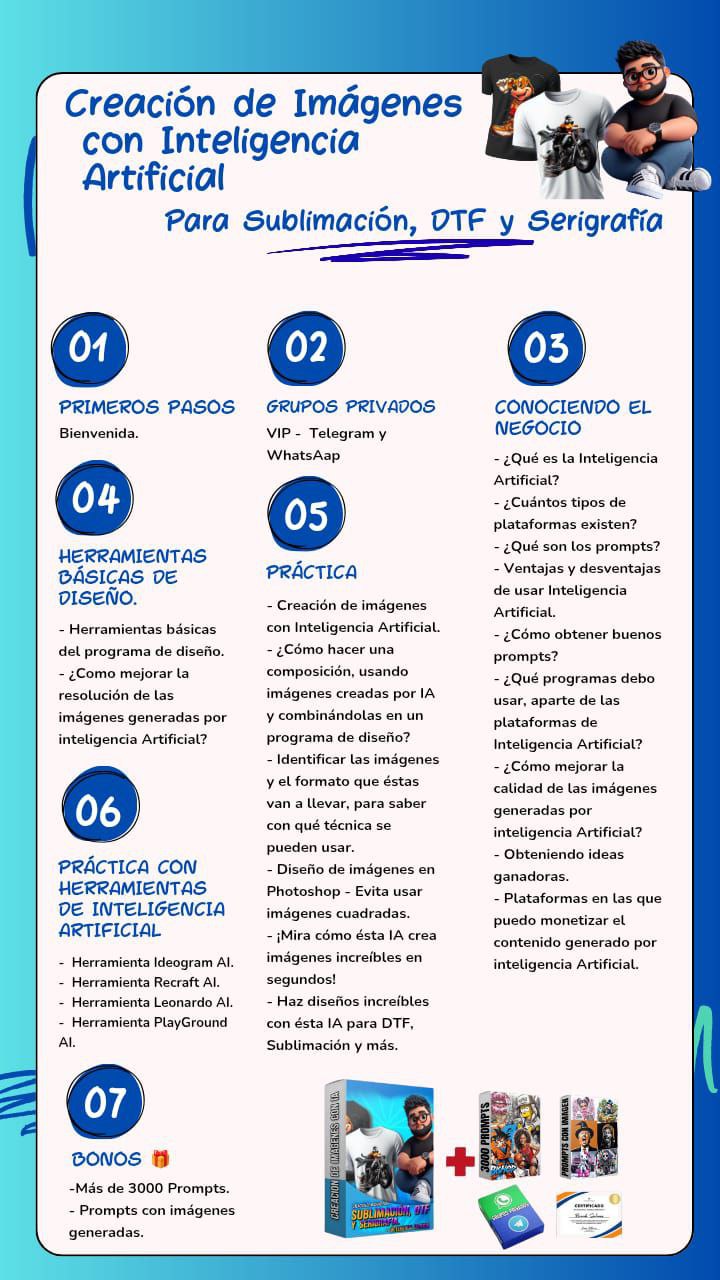 Creación de Imágenes
con Inteligencia
Artificial
Para Sublimación, DTF y Serigrafía
01
PRIMEROS PASOS
Bienvenida.
02
GRUPOS PRIVADOS
VIP - Telegram y
WhatsAap
03
CONOCIENDO EL
NEGOCIO
- ¿Qué es la Inteligencia
Artificial?
- ¿Cuántos tipos de
plataformas existen?
- ¿Qué son los prompts?
- Ventajas y desventajas
de usar Inteligencia
Artificial.
- ¿Cómo obtener buenos
prompts?
- ¿Qué programas debo
usar, aparte de las
plataformas de
Inteligencia Artificial?
- ¿Cómo mejorar la
calidad de las imágenes
generadas por
inteligencia Artificial?
- Obteniendo ideas
ganadoras.
- Plataformas en las que
puedo monetizar el
contenido generado por
inteligencia Artificial.
04
HERRAMIENTAS
BÁSICAS DE
DISEÑO.
- Herramientas básicas
del programa de diseño.
- ¿Como mejorar la
resolución de las
imágenes generadas por
inteligencia Artificial?
05
PRÁCTICA
- Creación de imágenes
con Inteligencia Artificial.
- ¿Cómo hacer una
composición, usando
imágenes creadas por IA
y combinándolas en un
programa de diseño?
- Identificar las imágenes
y el formato que éstas
van a llevar, para saber
con qué técnica se
pueden usar.
- Diseño de imágenes en
Photoshop - Evita usar
imágenes cuadradas.
- ¡Mira cómo ésta IA crea
imágenes increíbles en
segundos!
- Haz diseños increíbles
con ésta IA para DTF,
Sublimación y más.
06
PRÁCTICA CON
HERRAMIENTAS
DE INTELIGENCIA
ARTIFICIAL
- Herramienta Ideogram AI.
- Herramienta Recraft AI.
- Herramienta Leonardo AI.
- Herramienta PlayGround
AI.
07
BONOS
-Más de 3000 Prompts.
- Prompts con imágenes
generadas.
CREACIÓN DE IMÁGENES CON IA
SUBLIMACIÓN, DTF
Y SERIGRAFÍA
3000 PROMPTS
PROMPTS CON IMAGEN
GRUPOS PRIVADOS
CERTIFICADO